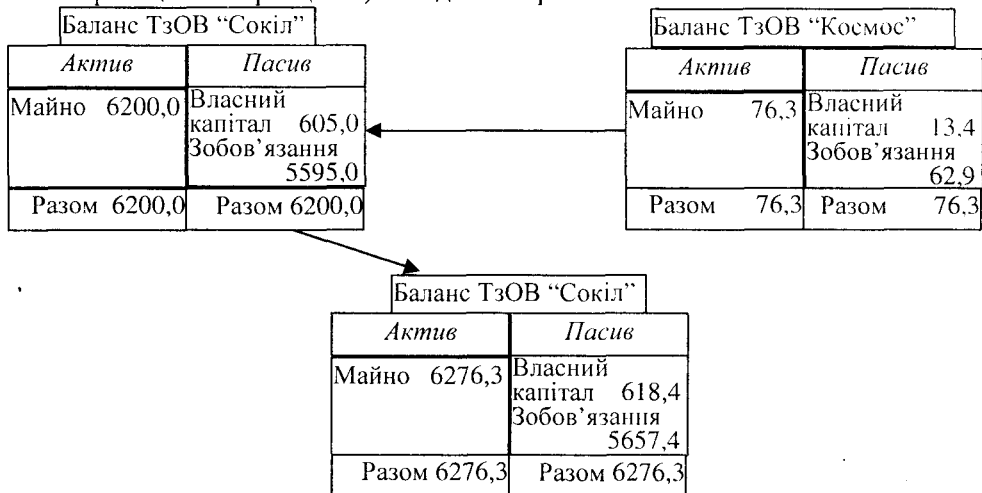 Баланс ТзОВ “Сокіл”
Актив Пасив
Майно 6200,0 Власний
капітал 605,0
Зобов’язання
5595,0
Разом 6200,0 Разом 6200,0
Баланс ТзОВ “Космос”
Актив Пасив
Майно 76,3 Власний
капітал 13,4
Зобов’язання
62,9
Разом 76,3 Разом 76,3
Баланс ТзОВ “Сокіл”
Актив Пасив
Майно 6276,3 Власний
капітал 618,4
Зобов’язання
5657,4
Разом 6276,3 Разом 6276,3